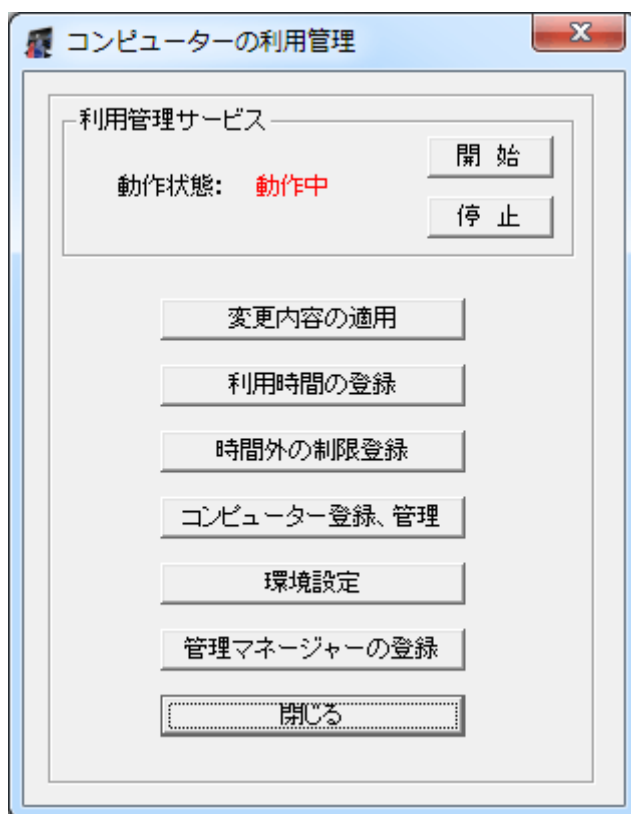 コンピューターの利用管理
利用管理サービス
開 始
動作状態: 動作中
停 止
変更内容の適用
利用時間の登録
時間外の制限登録
コンピューター登録、管理
環境設定
管理マネージャーの登録
閉じる